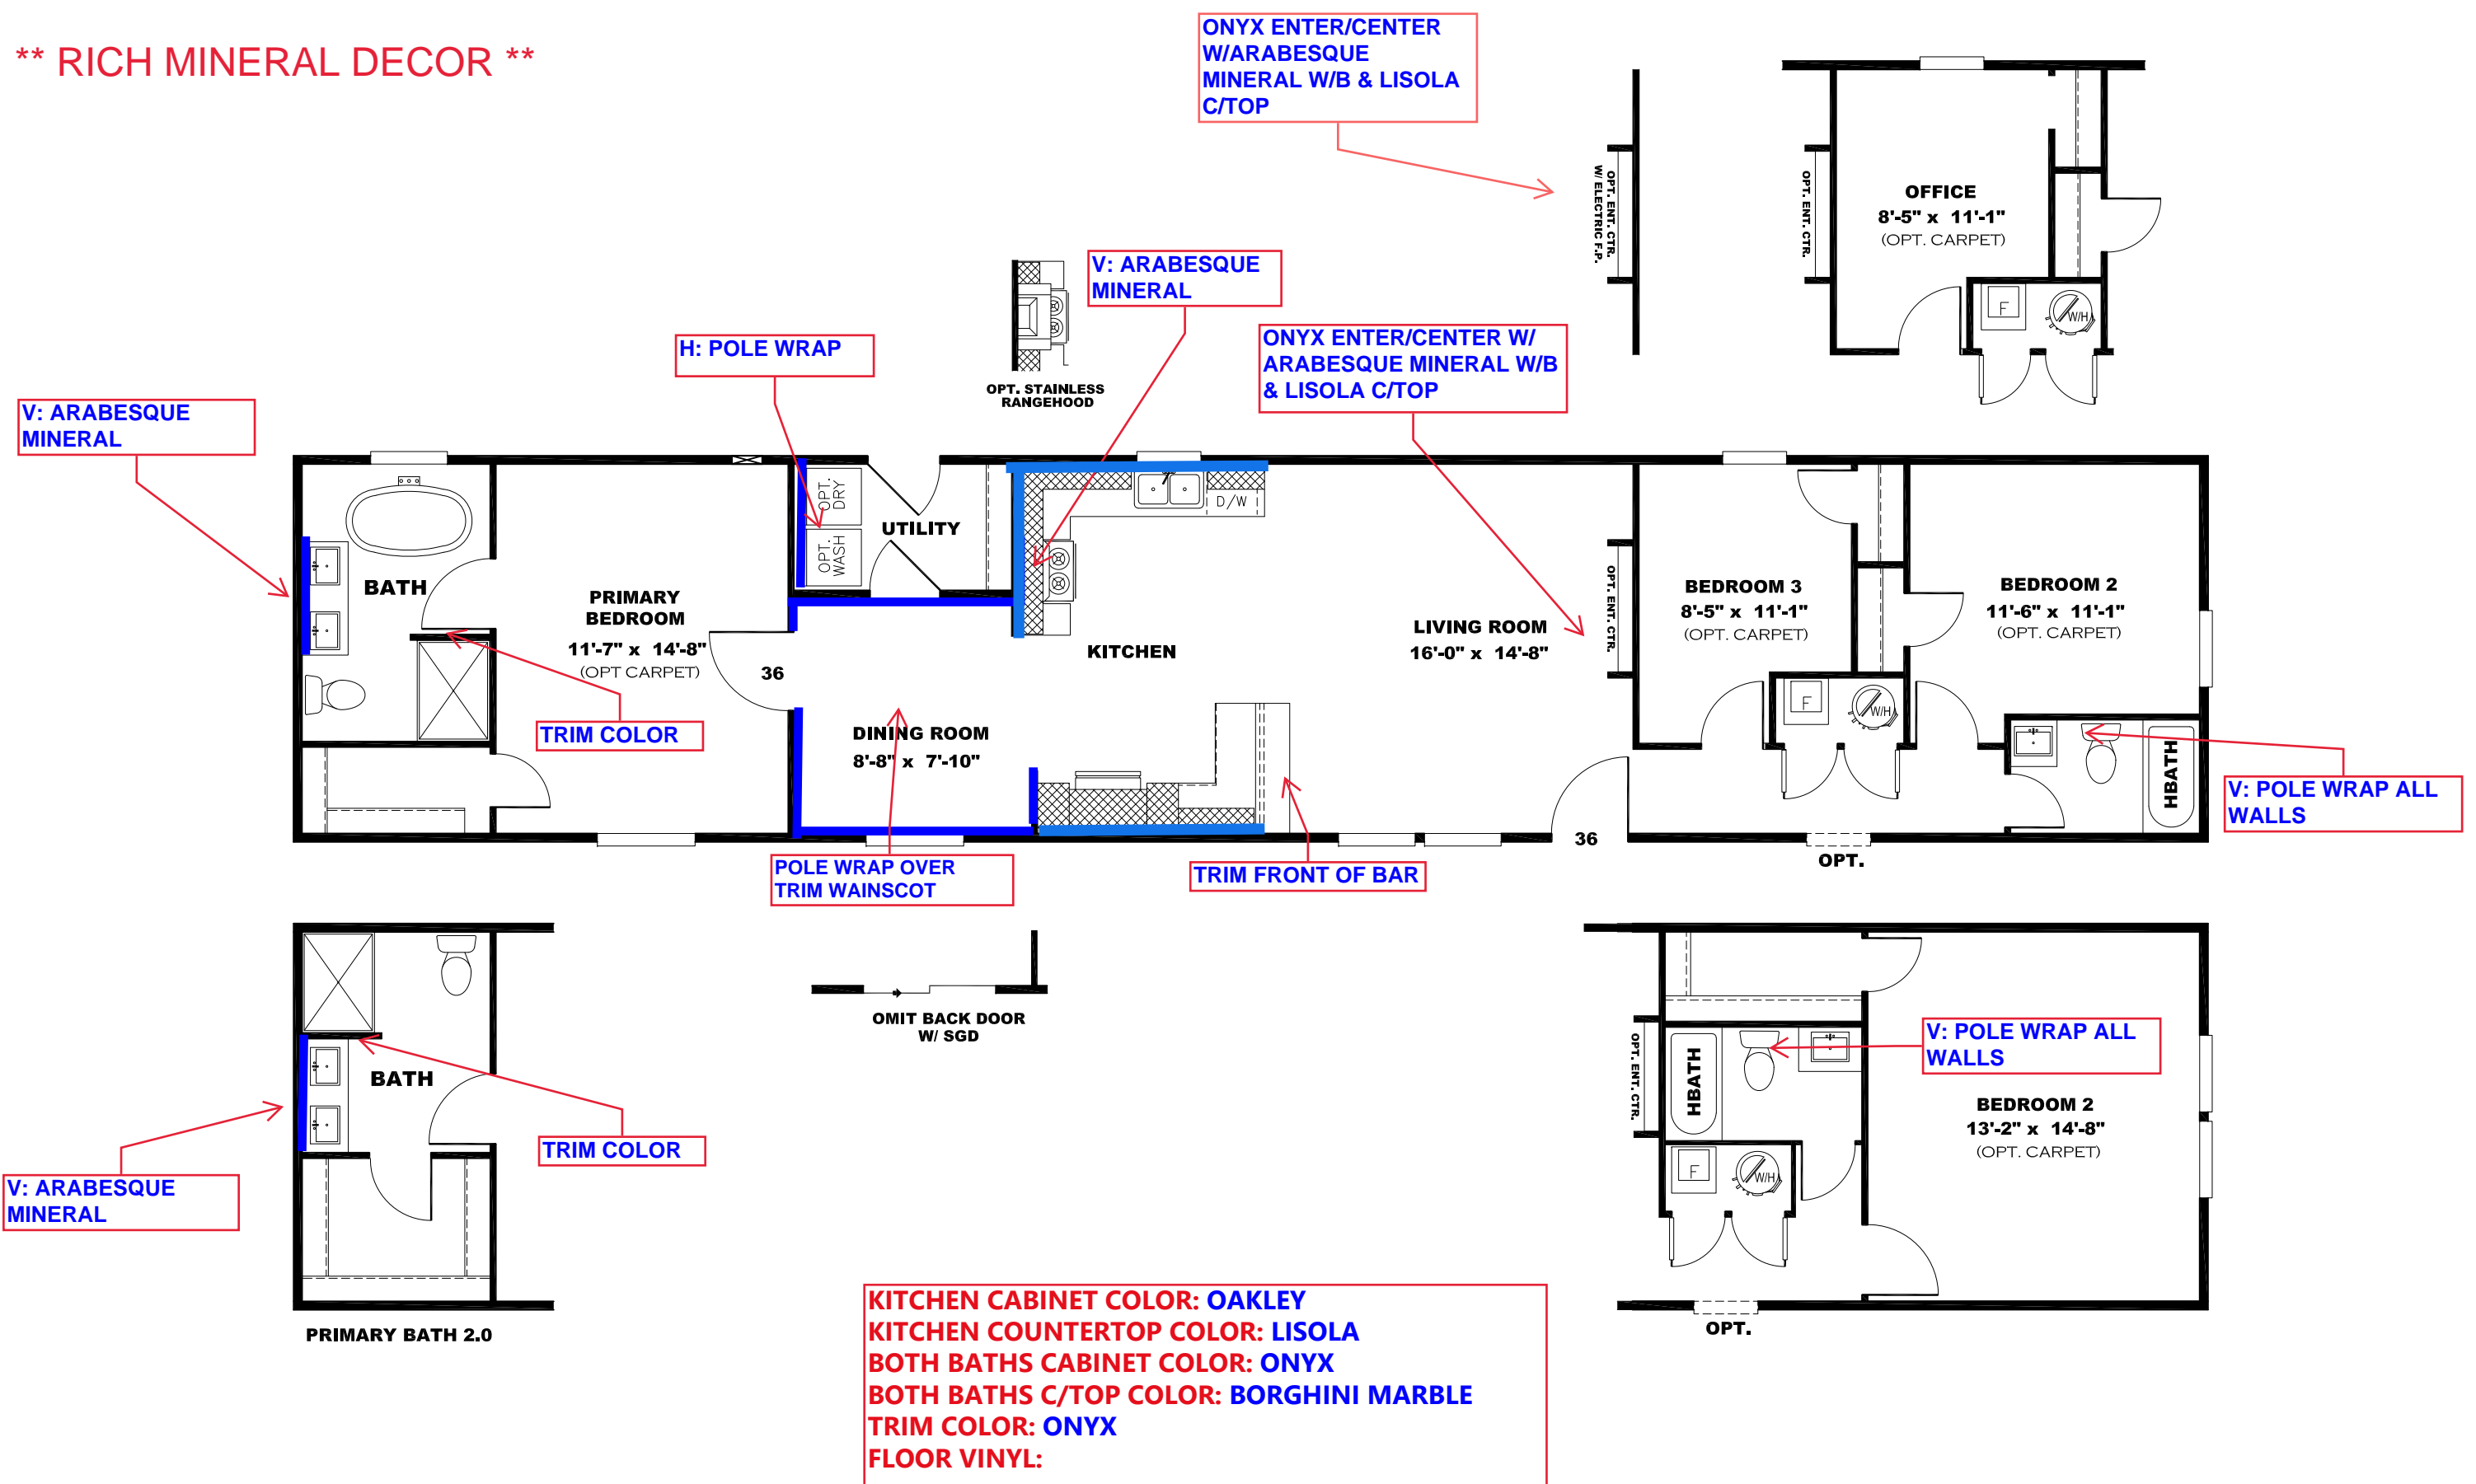 ** RICH MINERAL DECOR **
ONYX ENTER/CENTER
W/ARABESQUE
MINERAL W/B & LISOLA
C/TOP
OPT. ENT. CTR.
W/ ELECTRIC F.P.
OPT. ENT. CTR.
OFFICE
8'-5" x 11'-1"
(OPT. CARPET)
F
W/H
V: ARABESQUE
MINERAL
H: POLE WRAP
OPT. STAINLESS
RANGEHOOD
ONYX ENTER/CENTER W/
ARABESQUE MINERAL W/B
& LISOLA C/TOP
V: ARABESQUE
MINERAL
BATH
PRIMARY
BEDROOM
11'-7" x 14'-8"
(OPT CARPET)
36
TRIM COLOR
OPT.
DRY
OPT.
WASH
UTILITY
D/W
KITCHEN
DINING ROOM
8'-8" x 7'-10"
LIVING ROOM
16'-0" x 14'-8"
OPT. ENT. CTR.
BEDROOM 3
8'-5" x 11'-1"
(OPT. CARPET)
BEDROOM 2
11'-6" x 11'-1"
(OPT. CARPET)
F
W/H
HBATH
V: POLE WRAP ALL
WALLS
36
OPT.
POLE WRAP OVER
TRIM WAINSCOT
TRIM FRONT OF BAR
BATH
TRIM COLOR
V: ARABESQUE
MINERAL
PRIMARY BATH 2.0
OMIT BACK DOOR
W/ SGD
OPT. ENT. CTR.
HBATH
V: POLE WRAP ALL
WALLS
BEDROOM 2
13'-2" x 14'-8"
(OPT. CARPET)
F
W/H
OPT.
KITCHEN CABINET COLOR: OAKLEY
KITCHEN COUNTERTOP COLOR: LISOLA
BOTH BATHS CABINET COLOR: ONYX
BOTH BATHS C/TOP COLOR: BORGHINI MARBLE
TRIM COLOR: ONYX
FLOOR VINYL: